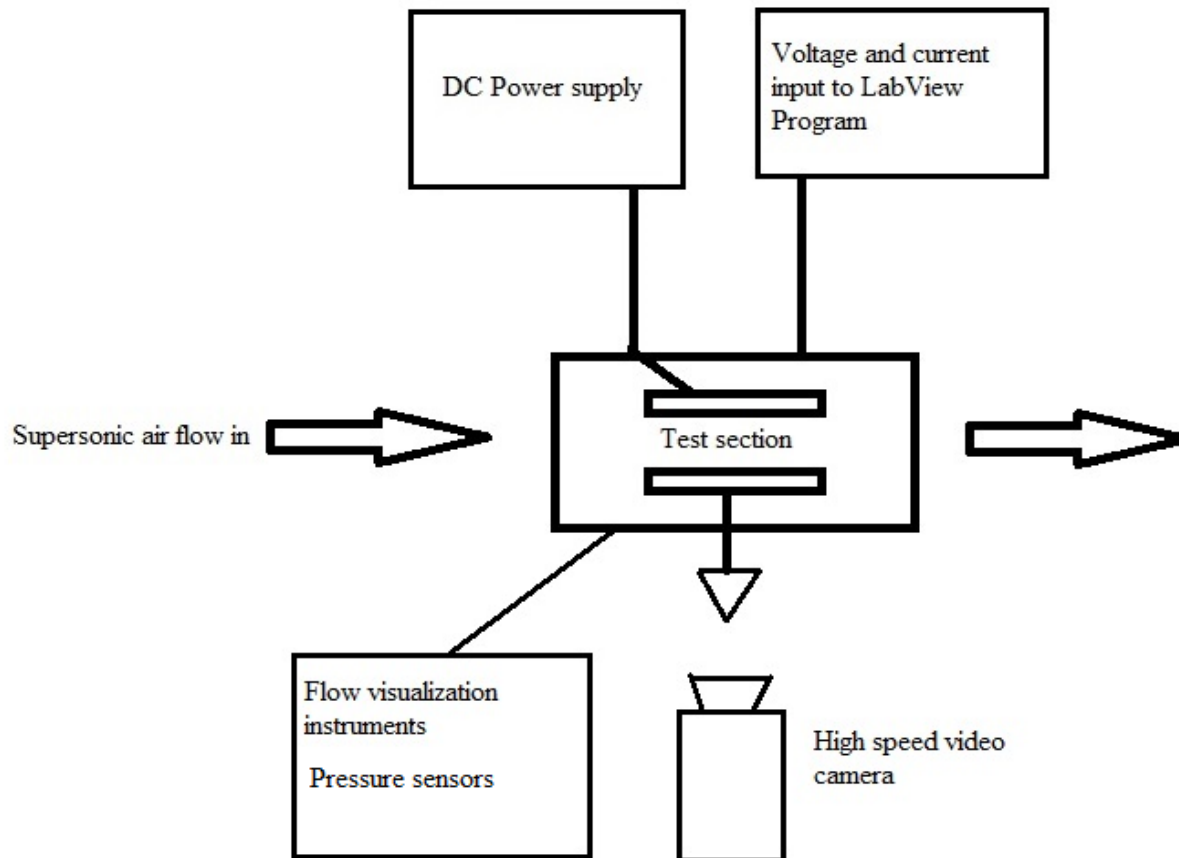 DC Power supply
Voltage and current
input to LabView
Program
Supersonic air flow in
Test section
Flow visualization
instruments
Pressure sensors
High speed video
camera